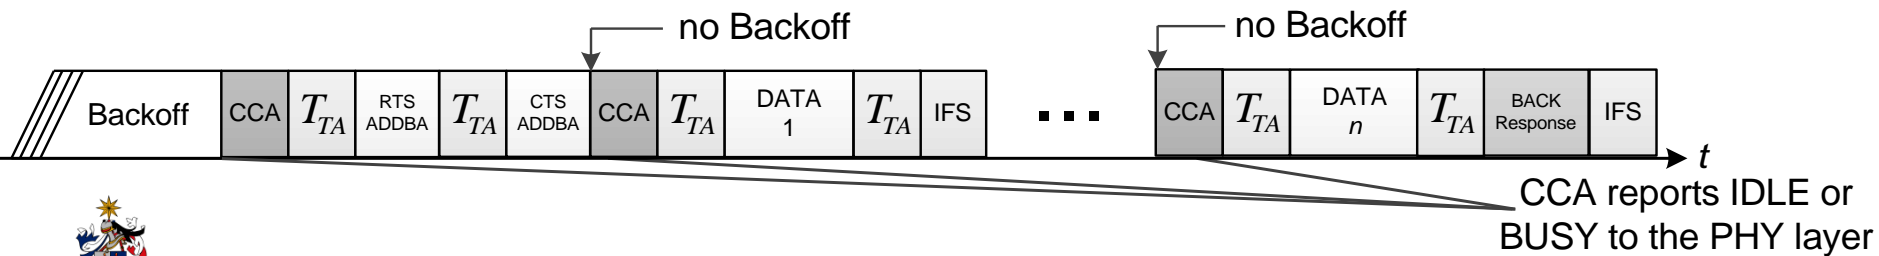 no Backoff
no Backoff
Backoff
CCA
T_TA
RTS
ADDBA
T_TA
CTS
ADDBA
CCA
T_TA
DATA
1
T_TA
IFS
...
CCA
T_TA
DATA
n
T_TA
BACK
Response
IFS
t
CCA reports IDLE or
BUSY to the PHY layer